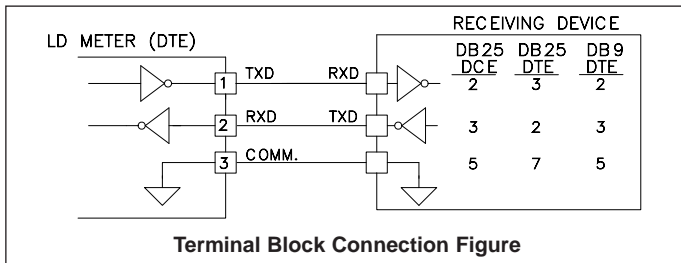 RECEIVING DEVICE
LD METER (DTE)
DB25 DB25 DB9
DCE DTE DTE
1 TXD RXD 2 3 2
2 RXD TXD 3 2 3
3 COMM. 5 7 5
Terminal Block Connection Figure